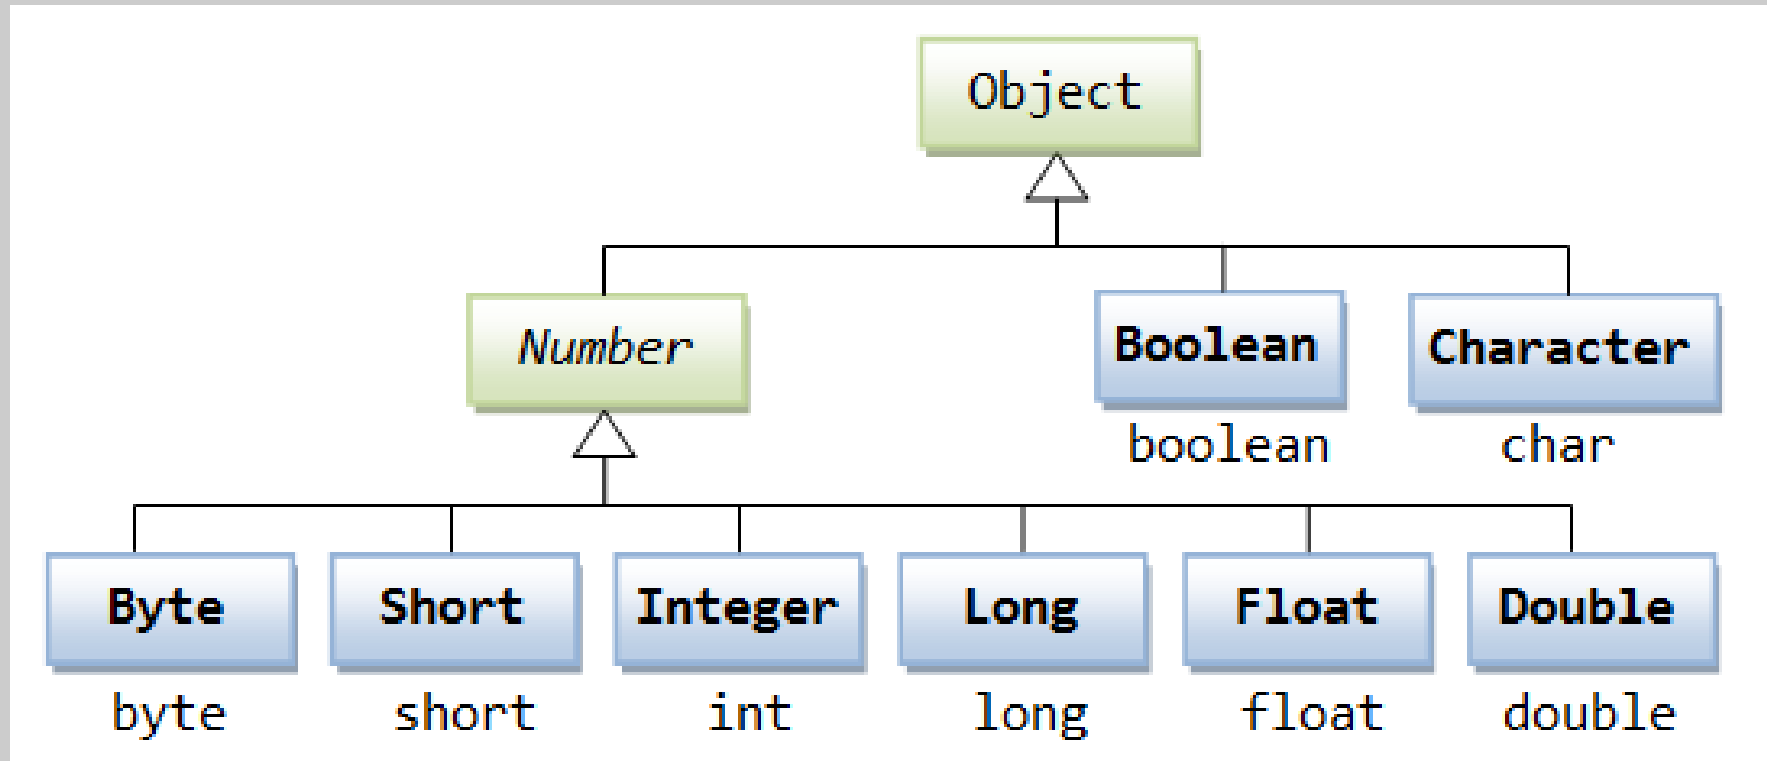 Object
Number
Boolean
Character
boolean
char
Byte
Short
Integer
Long
Float
Double
byte
short
int
long
float
double